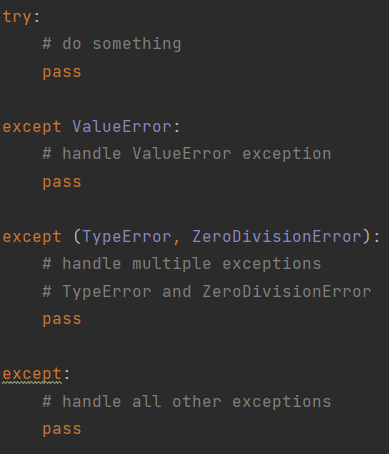 try:
    # do something
    pass

except ValueError:
    # handle ValueError exception
    pass

except (TypeError, ZeroDivisionError):
    # handle multiple exceptions
    # TypeError and ZeroDivisionError
    pass

except:
    # handle all other exceptions
    pass